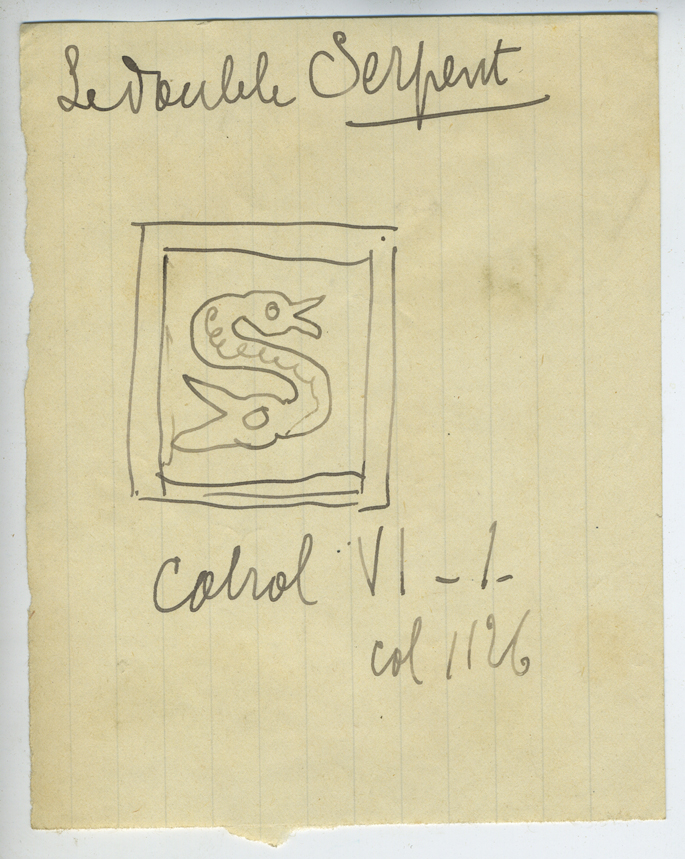 Le double Serpent
Cabrol VI - 1-
col 1126